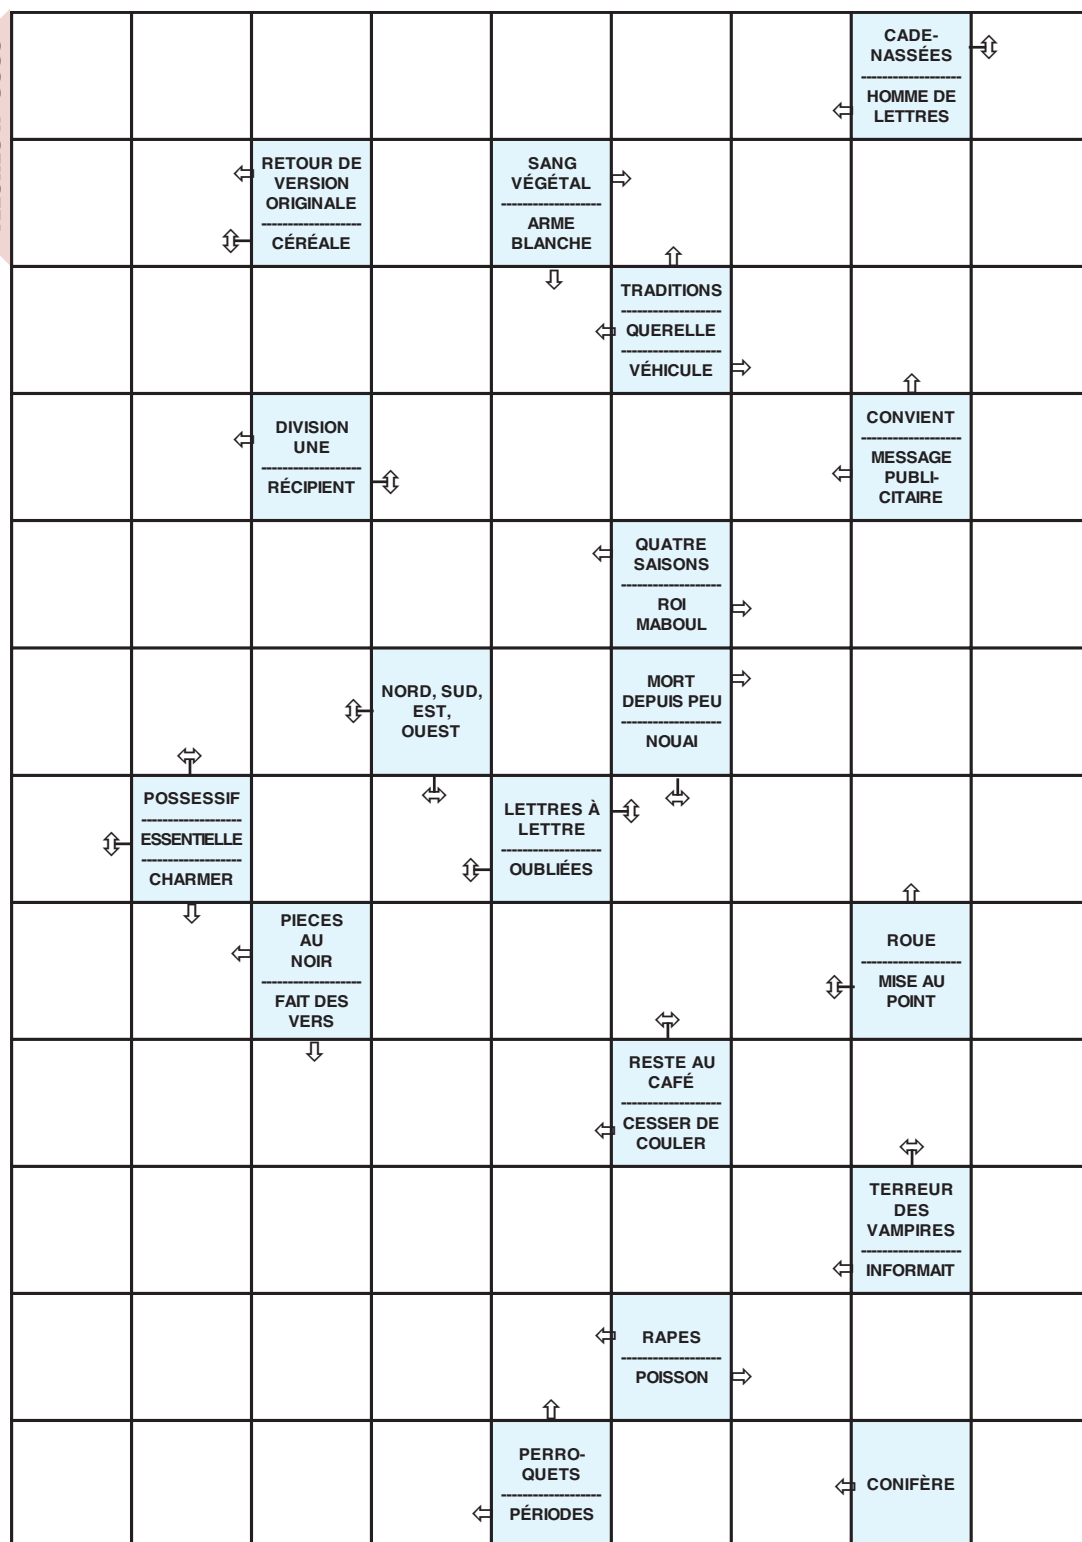 CADE-
NASSÉES
HOMME DE
LETTRES
RETOUR DE
VERSION
ORIGINALE
CÉRÉALE
SANG
VÉGÉTAL
ARME
BLANCHE
TRADITIONS
QUERELLE
VÉHICULE
DIVISION
UNE
RÉCIPIENT
CONVIENT
MESSAGE
PUBLI-
CITAIRE
QUATRE
SAISONS
ROI
MABOUL
NORD, SUD,
EST,
OUEST
MORT
DEPUIS PEU
NOUAI
POSSESSIF
ESSENTIELLE
CHARMER
LETTRES À
LETTRE
OUBLIÉES
PIECES
AU
NOIR
FAIT DES
VERS
ROUE
MISE AU
POINT
RESTE AU
CAFÉ
CESSER DE
COULER
TERREUR
DES
VAMPIRES
INFORMAIT
RAPES
POISSON
PERRO-
QUETS
PÉRIODES
CONIFÈRE